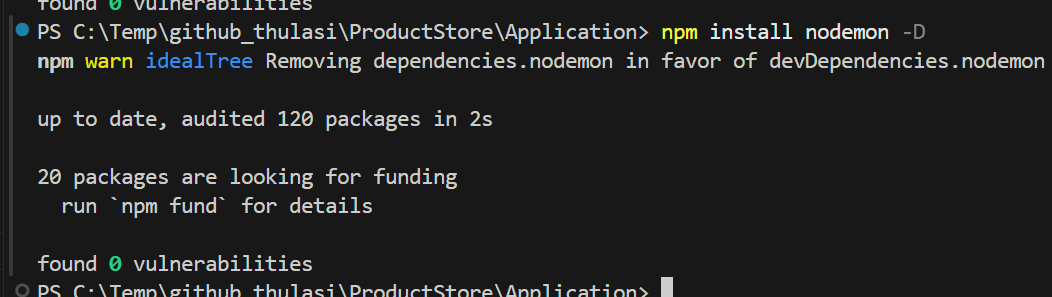 found 0 vulnerabilities
PS C:\Temp\github_thulasi\ProductStore\Application> npm install nodemon -D
npm warn idealTree Removing dependencies.nodemon in favor of devDependencies.nodemon
up to date, audited 120 packages in 2s
20 packages are looking for funding
  run `npm fund` for details
found 0 vulnerabilities
PS C:\Temp\github_thulasi\ProductStore\Application>